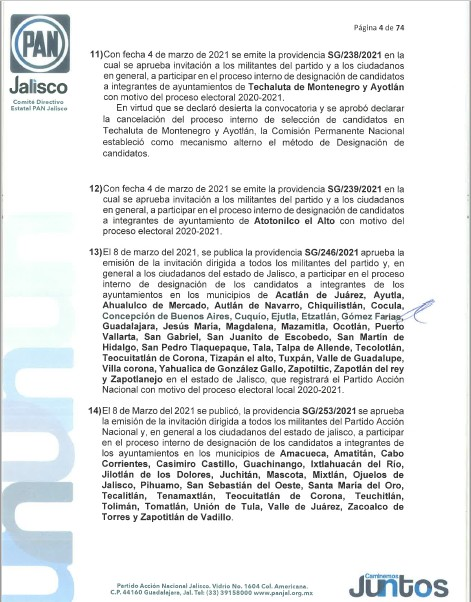 Página 4 de 74
PAN
Jalisco
Comité Directivo
Estatal PAN Jalisco
11)Con fecha 4 de marzo de 2021 se emite la providencia SG/238/2021 en la
cual se aprueba invitación a los militantes del partido y a los ciudadanos
en general, a participar en el proceso interno de designación de candidatos
a integrantes de ayuntamientos de Techaluta de Montenegro y Ayotlán
con motivo del proceso electoral 2020-2021.
En virtud que se declaró desierta la convocatoria y se aprobó declarar
la cancelación del proceso interno de selección de candidatos en
Techaluta de Montenegro y Ayotlán, la Comisión Permanente Nacional
estableció como mecanismo alterno el método de Designación de
candidatos.
12)Con fecha 4 de marzo de 2021 se emite la providencia SG/239/2021 en la
cual se aprueba invitación a los militantes del partido y a los ciudadanos
en general, a participar en el proceso interno de designación de candidatos
a integrantes de ayuntamiento de Atotonilco el Alto con motivo del
proceso electoral 2020-2021.
13)El 8 de marzo del 2021, se publica la providencia SG/246/2021 aprueba la
emisión de la invitación dirigida a todos los militantes del partido y, en
general a los ciudadanos del estado de Jalisco, a participar en el proceso
interno de designación de los candidatos a integrantes de los
ayuntamientos en los municipios de Acatlán de Juárez, Ayutla,
Ahualulco de Mercado, Autlán de Navarro, Chiquilistlán, Cocula,
Concepción de Buenos Aires, Cuquio, Ejutla, Etzatlán, Gómez Farías,
Guadalajara, Jesús María, Magdalena, Mazamitla, Ocotlán, Puerto
Vallarta, San Gabriel, San Juanito de Escobedo, San Martín de
Hidalgo, San Pedro Tlaquepaque, Tala, Talpa de Allende, Tecolotlán,
Teocuitatlán de Corona, Tizapán el alto, Tuxpán, Valle de Guadalupe,
Villa corona, Yahualica de González Gallo, Zapotiltic, Zapotlán del rey
y Zapotlanejo en el estado de Jalisco, que registrará el Partido Acción
Nacional con motivo del proceso electoral local 2020-2021.
14)El 8 de Marzo del 2021 se publicó, la providencia SG/253/2021 se aprueba
la emisión de la invitación dirigida a todos los militantes del Partido Acción
Nacional y, en general a los ciudadanos del estado de jalisco, a participar
en el proceso interno de designación de los candidatos a integrantes de
los ayuntamientos en los municipios de Amacueca, Amatitán, Cabo
Corrientes, Casimiro Castillo, Guachinango, Ixtlahuacán del Río,
Jilotlán de los Dolores, Juchitán, Mascota, Mixtlán, Ojuelos de
Jalisco, Pihuamo, San Sebastián del Oeste, Santa María del Oro,
Tecalitlán, Tenamaxtlán, Teocuitatlán de Corona, Teuchitlán,
Tolimán, Tomatlán, Unión de Tula, Valle de Juárez, Zacoalco de
Torres y Zapotitlán de Vadillo.
Partido Acción Nacional Jalisco. Vidrio No. 1604 Col. Americana.
C.P. 44160 Guadalajara, Jal. Tel: (33) 39158000 www.panjal.org.mx
Caminemos
Juntos